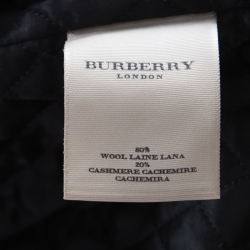 BURBERRY
LONDON
80%
WOOL LAINE LANA
20%
CASHMERE CACHEMIRE
CACHEMIRA